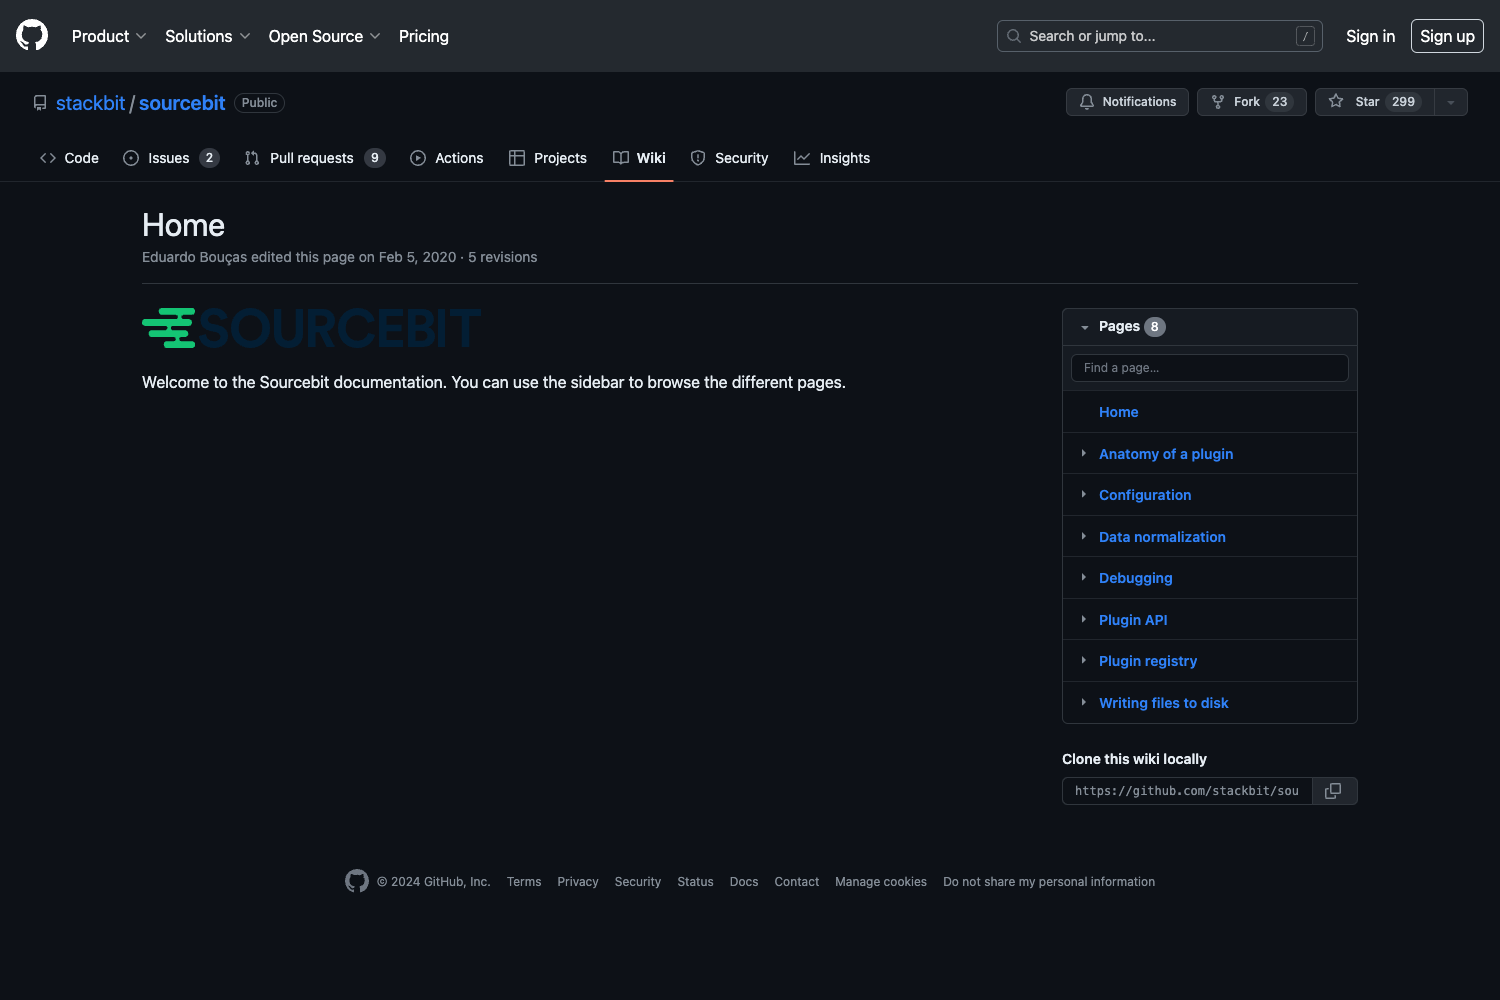 Product Solutions Open Source Pricing Search or jump to... / Sign in Sign up
stackbit / sourcebit Public Notifications Fork 23 Star 299
Code Issues 2 Pull requests 9 Actions Projects Wiki Security Insights
Home
Eduardo Bouças edited this page on Feb 5, 2020 · 5 revisions
SOURCEBIT
Welcome to the Sourcebit documentation. You can use the sidebar to browse the different pages.
Pages 8
Find a page...
Home
Anatomy of a plugin
Configuration
Data normalization
Debugging
Plugin API
Plugin registry
Writing files to disk
Clone this wiki locally
https://github.com/stackbit/sou
© 2024 GitHub, Inc. Terms Privacy Security Status Docs Contact Manage cookies Do not share my personal information